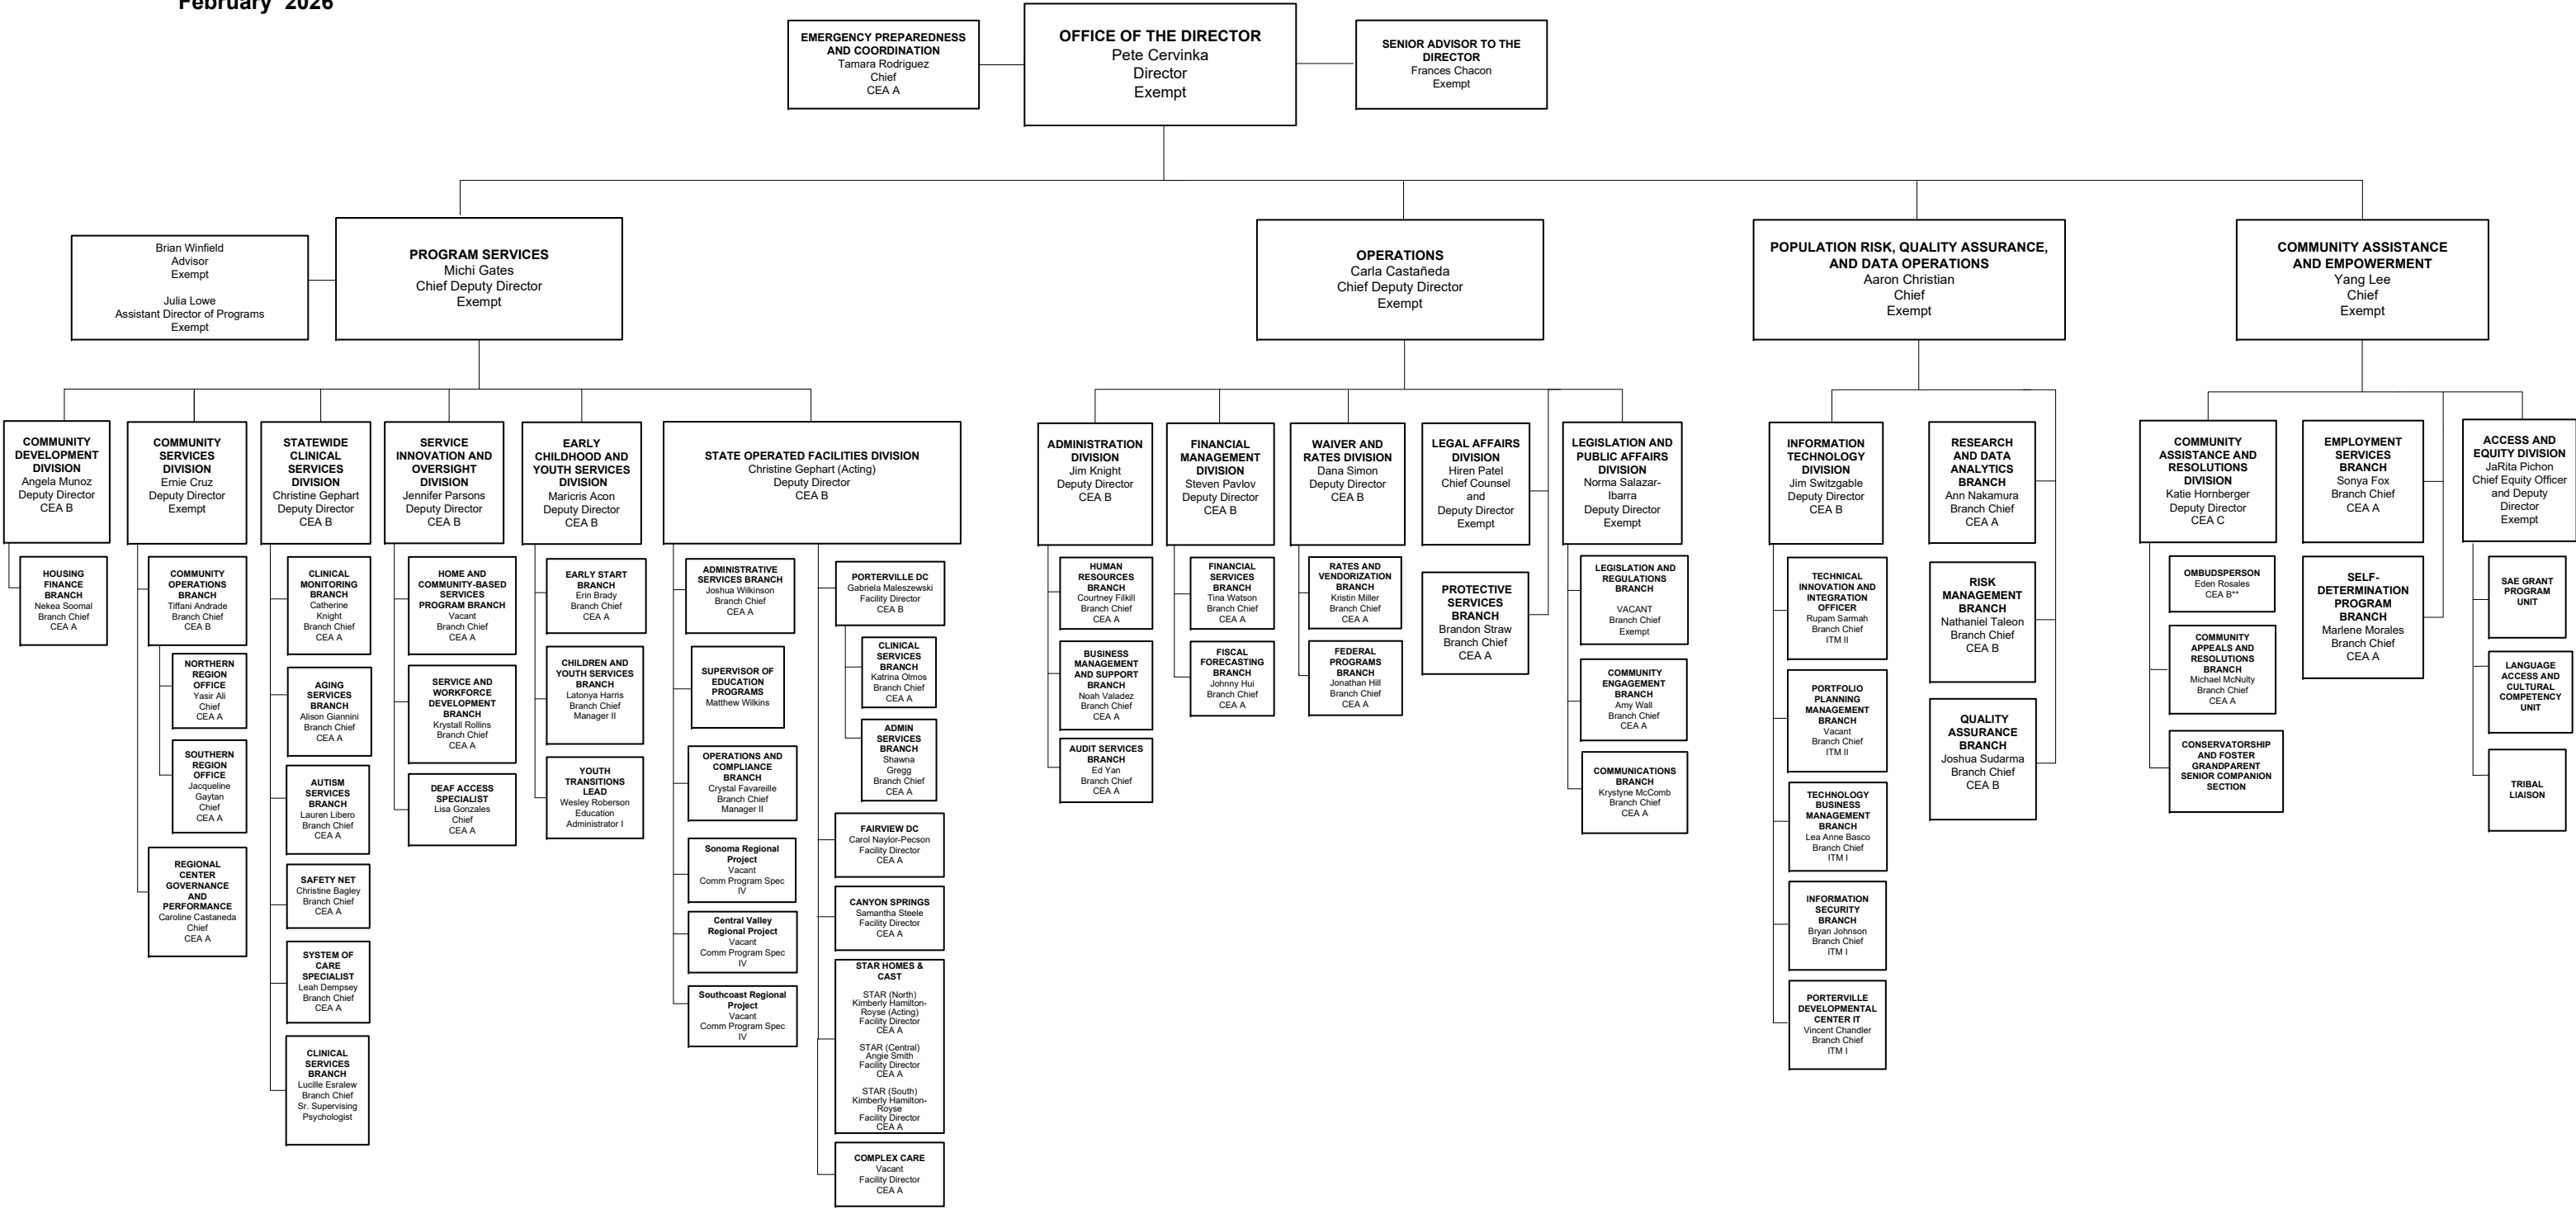 February 2026
EMERGENCY PREPAREDNESS
AND COORDINATION
Tamara Rodriguez
Chief
CEA A
OFFICE OF THE DIRECTOR
Pete Cervinka
Director
Exempt
SENIOR ADVISOR TO THE
DIRECTOR
Frances Chacon
Exempt
Brian Winfield
Advisor
Exempt
Julia Lowe
Assistant Director of Programs
Exempt
PROGRAM SERVICES
Michi Gates
Chief Deputy Director
Exempt
OPERATIONS
Carla Castañeda
Chief Deputy Director
Exempt
POPULATION RISK, QUALITY ASSURANCE,
AND DATA OPERATIONS
Aaron Christian
Chief
Exempt
COMMUNITY ASSISTANCE
AND EMPOWERMENT
Yang Lee
Chief
Exempt
COMMUNITY
DEVELOPMENT
DIVISION
Angela Munoz
Deputy Director
CEA B
HOUSING
FINANCE
BRANCH
Nekea Soomal
Branch Chief
CEA A
COMMUNITY
SERVICES
DIVISION
Ernie Cruz
Deputy Director
Exempt
COMMUNITY
OPERATIONS
BRANCH
Tiffani Andrade
Branch Chief
CEA B
NORTHERN
REGION
OFFICE
Yasir Ali
Chief
CEA A
SOUTHERN
REGION
OFFICE
Jacqueline
Gaytan
Chief
CEA A
REGIONAL
CENTER
GOVERNANCE
AND
PERFORMANCE
Caroline Castaneda
Chief
CEA A
STATEWIDE
CLINICAL
SERVICES
DIVISION
Christine Gephart
Deputy Director
CEA B
CLINICAL
MONITORING
BRANCH
Catherine
Knight
Branch Chief
CEA A
AGING
SERVICES
BRANCH
Alison Giannini
Branch Chief
CEA A
AUTISM
SERVICES
BRANCH
Lauren Libero
Branch Chief
CEA A
SAFETY NET
Christine Bagley
Branch Chief
CEA A
SYSTEM OF
CARE
SPECIALIST
Leah Dempsey
Branch Chief
CEA A
CLINICAL
SERVICES
BRANCH
Lucille Esralew
Branch Chief
Sr. Supervising
Psychologist
SERVICE
INNOVATION AND
OVERSIGHT
DIVISION
Jennifer Parsons
Deputy Director
CEA B
HOME AND
COMMUNITY-BASED
SERVICES
PROGRAM BRANCH
Vacant
Branch Chief
CEA A
SERVICE AND
WORKFORCE
DEVELOPMENT
BRANCH
Krystall Rollins
Branch Chief
CEA A
DEAF ACCESS
SPECIALIST
Lisa Gonzales
Chief
CEA A
EARLY
CHILDHOOD AND
YOUTH SERVICES
DIVISION
Maricris Acon
Deputy Director
CEA B
EARLY START
BRANCH
Erin Brady
Branch Chief
CEA A
CHILDREN AND
YOUTH SERVICES
BRANCH
Latonya Harris
Branch Chief
Manager II
YOUTH
TRANSITIONS
LEAD
Wesley Roberson
Education
Administrator I
STATE OPERATED FACILITIES DIVISION
Christine Gephart (Acting)
Deputy Director
CEA B
ADMINISTRATIVE
SERVICES BRANCH
Joshua Wilkinson
Branch Chief
CEA A
SUPERVISOR OF
EDUCATION
PROGRAMS
Matthew Wilkins
OPERATIONS AND
COMPLIANCE
BRANCH
Crystal Favareille
Branch Chief
Manager II
Sonoma Regional
Project
Vacant
Comm Program Spec
IV
Central Valley
Regional Project
Vacant
Comm Program Spec
IV
Southcoast Regional
Project
Vacant
Comm Program Spec
IV
PORTERVILLE DC
Gabriela Maleszewski
Facility Director
CEA B
CLINICAL
SERVICES
BRANCH
Katrina Olmos
Branch Chief
CEA A
ADMIN
SERVICES
BRANCH
Shawna
Gregg
Branch Chief
CEA A
FAIRVIEW DC
Carol Naylor-Pecson
Facility Director
CEA A
CANYON SPRINGS
Samantha Steele
Facility Director
CEA A
STAR HOMES &
CAST
STAR (North)
Kimberly Hamilton-
Royse (Acting)
Facility Director
CEA A
STAR (Central)
Angie Smith
Facility Director
CEA A
STAR (South)
Kimberly Hamilton-
Royse
Facility Director
CEA A
COMPLEX CARE
Vacant
Facility Director
CEA A
ADMINISTRATION
DIVISION
Jim Knight
Deputy Director
CEA B
HUMAN
RESOURCES
BRANCH
Courtney Filkill
Branch Chief
CEA A
BUSINESS
MANAGEMENT
AND SUPPORT
BRANCH
Noah Valadez
Branch Chief
CEA A
AUDIT SERVICES
BRANCH
Ed Yan
Branch Chief
CEA A
FINANCIAL
MANAGEMENT
DIVISION
Steven Pavlov
Deputy Director
CEA B
FINANCIAL
SERVICES
BRANCH
Tina Watson
Branch Chief
CEA A
FISCAL
FORECASTING
BRANCH
Johnny Hui
Branch Chief
CEA A
WAIVER AND
RATES DIVISION
Dana Simon
Deputy Director
CEA B
RATES AND
VENDORIZATION
BRANCH
Kristin Miller
Branch Chief
CEA A
FEDERAL
PROGRAMS
BRANCH
Jonathan Hill
Branch Chief
CEA A
LEGAL AFFAIRS
DIVISION
Hiren Patel
Chief Counsel
and
Deputy Director
Exempt
PROTECTIVE
SERVICES
BRANCH
Brandon Straw
Branch Chief
CEA A
LEGISLATION AND
PUBLIC AFFAIRS
DIVISION
Norma Salazar-
Ibarra
Deputy Director
Exempt
LEGISLATION AND
REGULATIONS
BRANCH
VACANT
Branch Chief
Exempt
COMMUNITY
ENGAGEMENT
BRANCH
Amy Wall
Branch Chief
CEA A
COMMUNICATIONS
BRANCH
Krystyne McComb
Branch Chief
CEA A
INFORMATION
TECHNOLOGY
DIVISION
Jim Switzgable
Deputy Director
CEA B
TECHNICAL
INNOVATION AND
INTEGRATION
OFFICER
Rupam Sarmah
Branch Chief
ITM II
PORTFOLIO
PLANNING
MANAGEMENT
BRANCH
Vacant
Branch Chief
ITM II
TECHNOLOGY
BUSINESS
MANAGEMENT
BRANCH
Lea Anne Basco
Branch Chief
ITM I
INFORMATION
SECURITY
BRANCH
Bryan Johnson
Branch Chief
ITM I
PORTERVILLE
DEVELOPMENTAL
CENTER IT
Vincent Chandler
Branch Chief
ITM I
RESEARCH
AND DATA
ANALYTICS
BRANCH
Ann Nakamura
Branch Chief
CEA A
RISK
MANAGEMENT
BRANCH
Nathaniel Taleon
Branch Chief
CEA B
QUALITY
ASSURANCE
BRANCH
Joshua Sudarma
Branch Chief
CEA B
COMMUNITY
ASSISTANCE AND
RESOLUTIONS
DIVISION
Katie Hornberger
Deputy Director
CEA C
OMBUDSPERSON
Eden Rosales
CEA B**
COMMUNITY
APPEALS AND
RESOLUTIONS
BRANCH
Michael McNulty
Branch Chief
CEA A
CONSERVATORSHIP
AND FOSTER
GRANDPARENT
SENIOR COMPANION
SECTION
EMPLOYMENT
SERVICES
BRANCH
Sonya Fox
Branch Chief
CEA A
SELF-
DETERMINATION
PROGRAM
BRANCH
Marlene Morales
Branch Chief
CEA A
ACCESS AND
EQUITY DIVISION
JaRita Pichon
Chief Equity Officer
and Deputy
Director
Exempt
SAE GRANT
PROGRAM
UNIT
LANGUAGE
ACCESS AND
CULTURAL
COMPETENCY
UNIT
TRIBAL
LIAISON